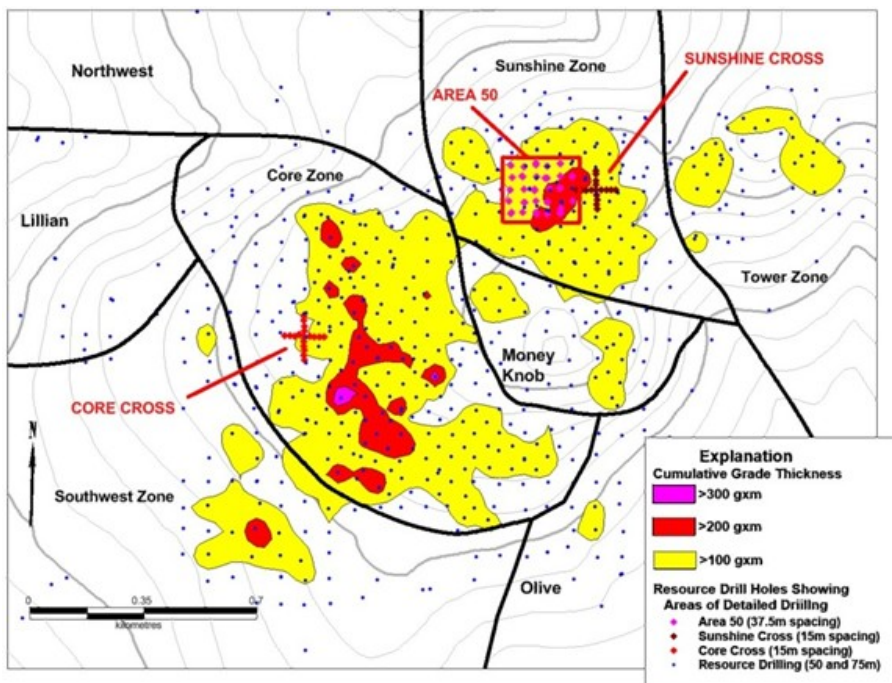 Northwest
Sunshine Zone
SUNSHINE CROSS
AREA 50
Core Zone
Lillian
Tower Zone
Money
Knob
CORE CROSS
N
Southwest Zone
Olive
0 0.35 0.7
kilometres
Explanation
Cumulative Grade Thickness
>300 gxm
>200 gxm
>100 gxm
Resource Drill Holes Showing
Areas of Detailed Driilng
Area 50 (37.5m spacing)
Sunshine Cross (15m spacing)
Core Cross (15m spacing)
Resource Drilling (50 and 75m)